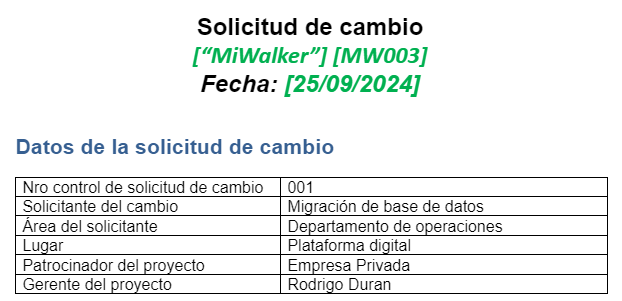 Solicitud de cambio
[“MiWalker”] [MW003]
Fecha: [25/09/2024]
Datos de la solicitud de cambio
Nro control de solicitud de cambio 001
Solicitante del cambio Migración de base de datos
Área del solicitante Departamento de operaciones
Lugar Plataforma digital
Patrocinador del proyecto Empresa Privada
Gerente del proyecto Rodrigo Duran